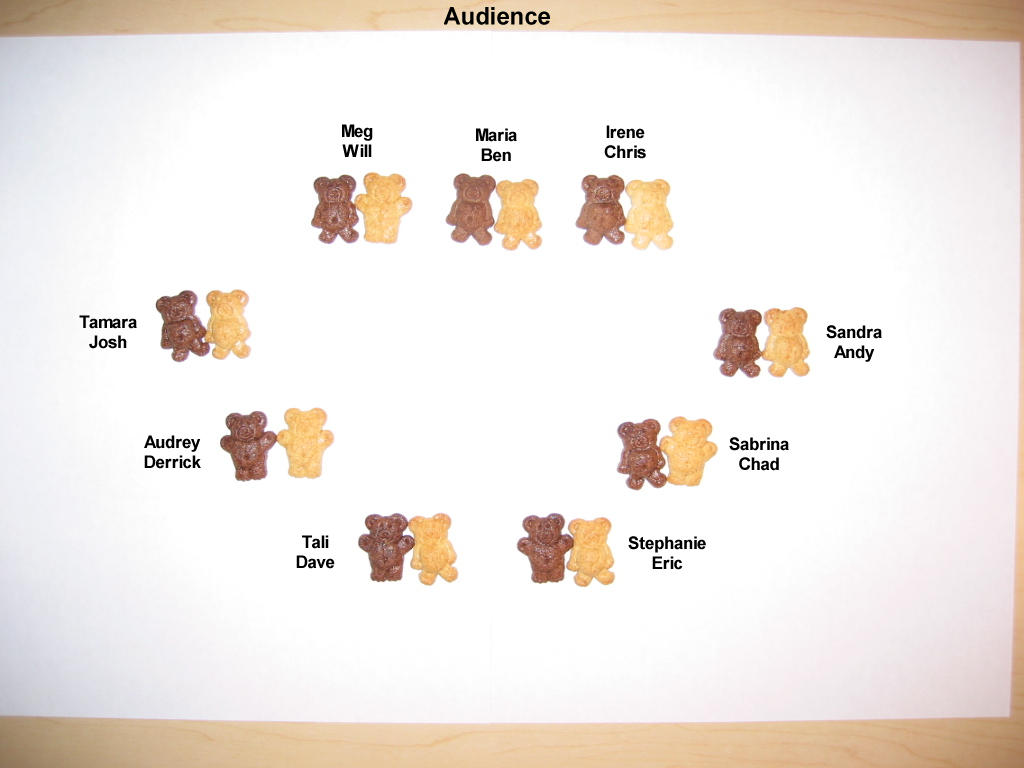 Audience
Meg
Will
Maria
Ben
Irene
Chris
Tamara
Josh
Sandra
Andy
Audrey
Derrick
Sabrina
Chad
Tali
Dave
Stephanie
Eric